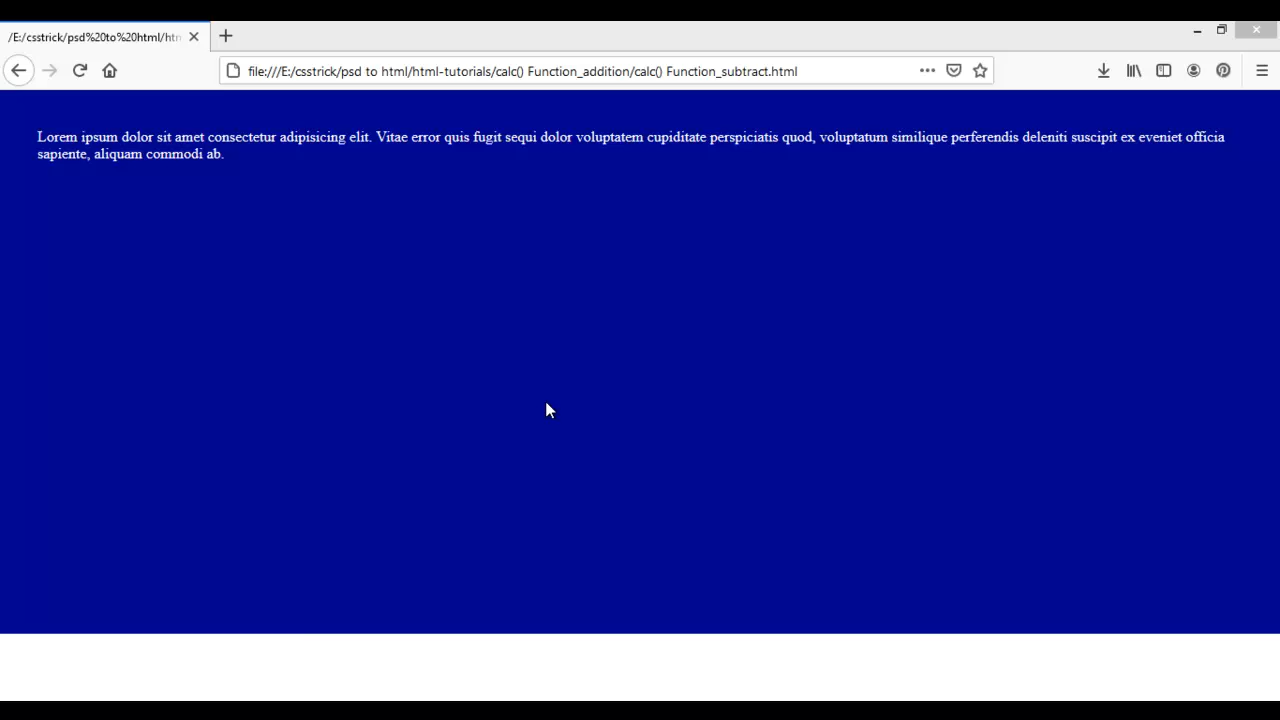 /E:/csstrick/psd%20to%20html/htm
file:///E:/csstrick/psd to html/html-tutorials/calc() Function_addition/calc() Function_subtract.html
Lorem ipsum dolor sit amet consectetur adipisicing elit. Vitae error quis fugit sequi dolor voluptatem cupiditate perspiciatis quod, voluptatum similique perferendis deleniti suscipit ex eveniet officia
sapiente, aliquam commodi ab.